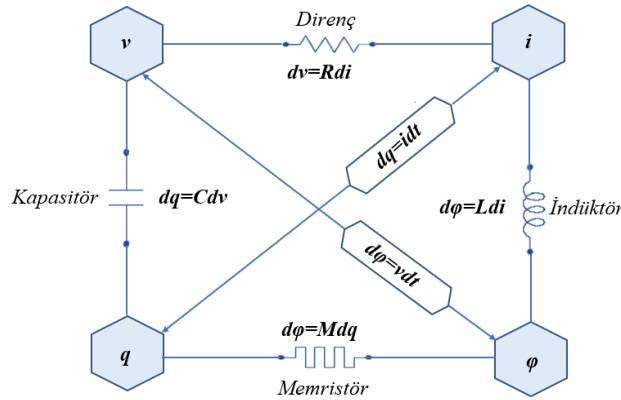 Direnç
v
i
dv=Rdi
dq=idt
Kapasitör
dq=Cdv
dφ=Ldi
İndüktör
dφ=vdt
dφ=Mdq
q
φ
Memristör